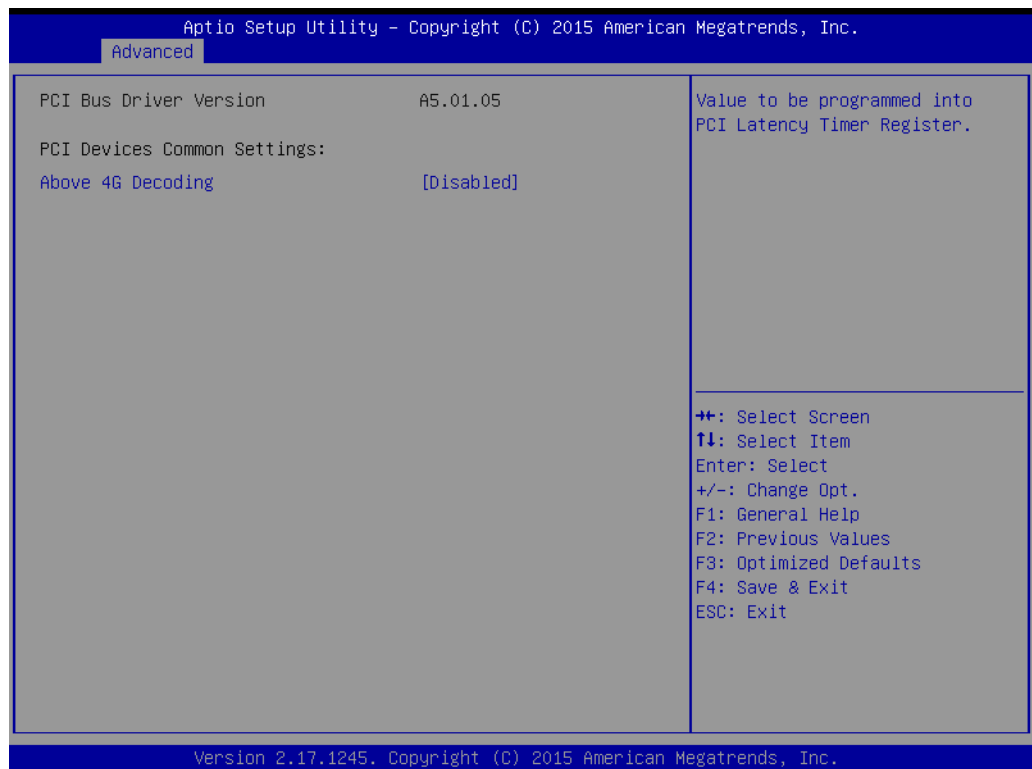 Aptio Setup Utility – Copyright (C) 2015 American Megatrends, Inc.
Advanced
PCI Bus Driver Version A5.01.05
PCI Devices Common Settings:
Above 4G Decoding [Disabled]
Value to be programmed into
PCI Latency Timer Register.
→←: Select Screen
↑↓: Select Item
Enter: Select
+/-: Change Opt.
F1: General Help
F2: Previous Values
F3: Optimized Defaults
F4: Save & Exit
ESC: Exit
Version 2.17.1245. Copyright (C) 2015 American Megatrends, Inc.